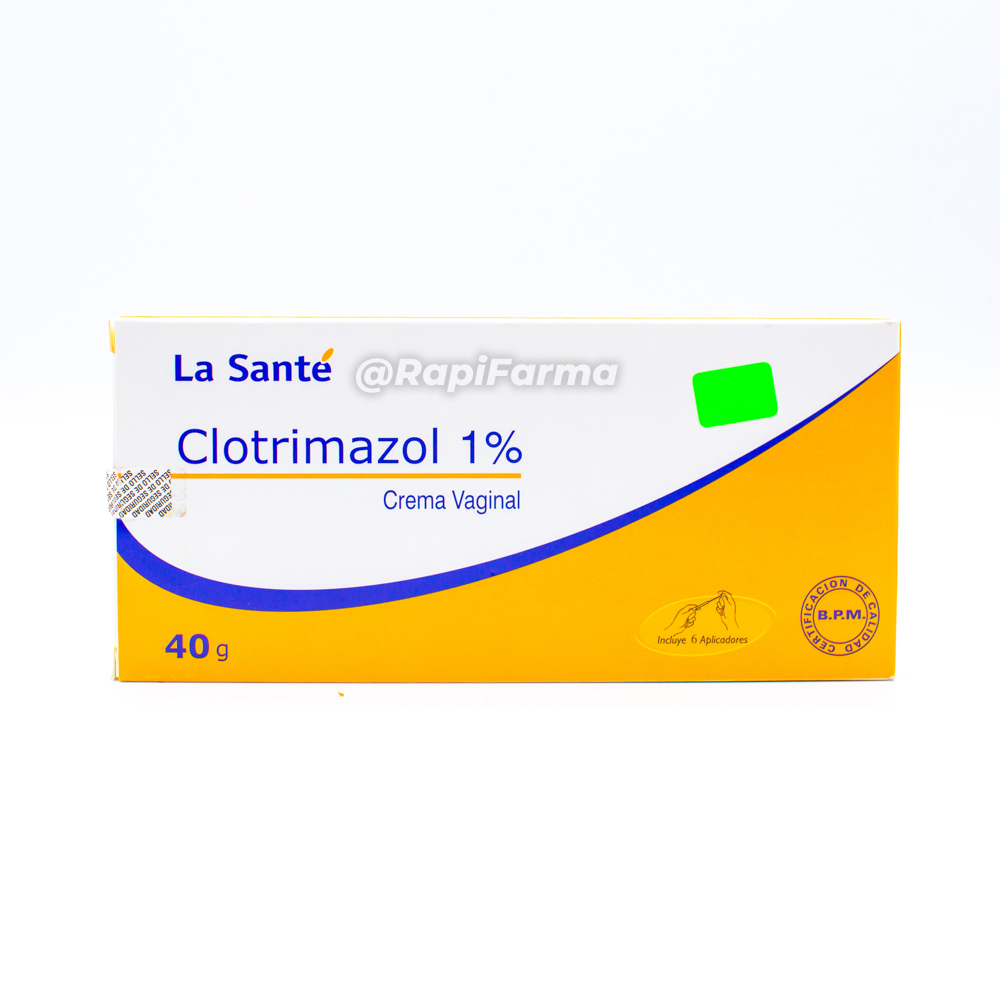 La Santé
@RapiFarma
Clotrimazol 1%
Crema Vaginal
SELLO DE SEGURIDAD
40 g
Incluye 6 Aplicadores
CERTIFICACION DE CALIDAD
B.P.M.